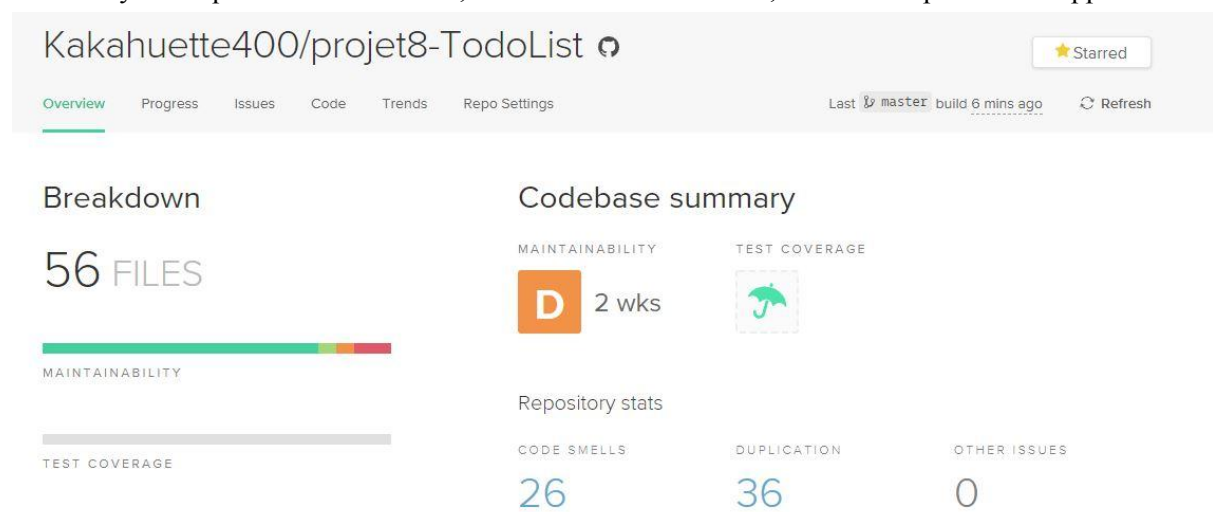 Kakahuette400/projet8-TodoList
Starred
Overview Progress Issues Code Trends Repo Settings
Last master build 6 mins ago Refresh
Breakdown
56 FILES
MAINTAINABILITY
TEST COVERAGE
Codebase summary
MAINTAINABILITY TEST COVERAGE
D 2 wks
Repository stats
CODE SMELLS DUPLICATION OTHER ISSUES
26 36 0